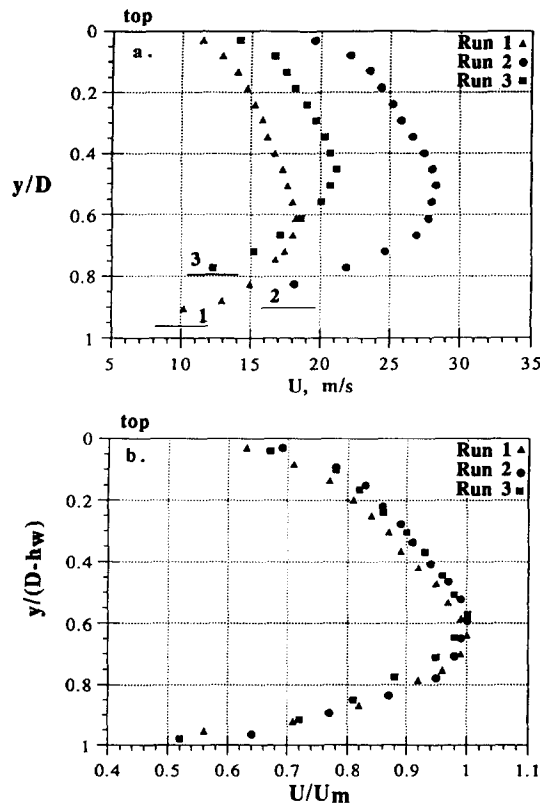 top
a.
Run 1 ▲
Run 2 ●
Run 3 ■
0
0.2
0.4
0.6
0.8
1
y/D
3
2
1
5 10 15 20 25 30 35
U, m/s
top
b.
Run 1 ▲
Run 2 ●
Run 3 ■
0
0.2
0.4
0.6
0.8
1
y/(D-hw)
0.4 0.5 0.6 0.7 0.8 0.9 1 1.1
U/Um